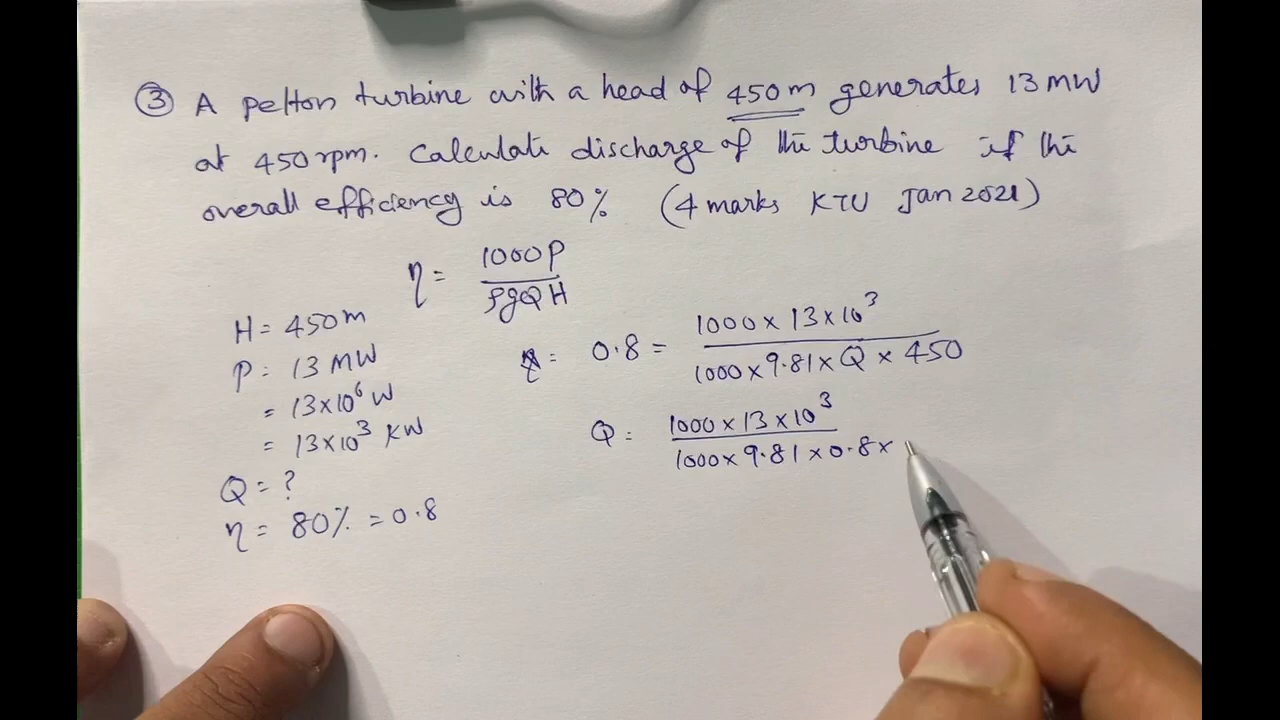 ③ A pelton turbine with a head of 450m generates 13 MW
at 450 rpm. Calculate discharge of the turbine if the
overall efficiency is 80% (4 marks KTU Jan 2021)
η = 1000P / ρgQH
H = 450m
P = 13 MW
= 13×10⁶ W
= 13×10³ KW
Q = ?
η = 80% = 0.8
= 0.8 = 1000 × 13 × 10³ / 1000 × 9.81 × Q × 450
Q = 1000 × 13 × 10³ / 1000 × 9.81 × 0.8 ×